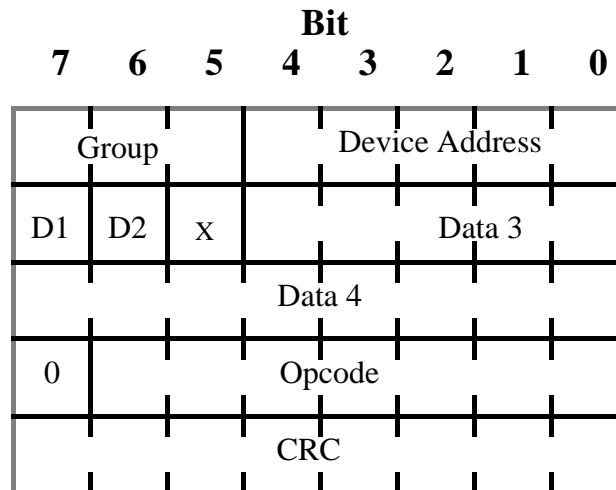 Bit
7 6 5 4 3 2 1 0
Group Device Address
D1 D2 X Data 3
Data 4
0 Opcode
CRC